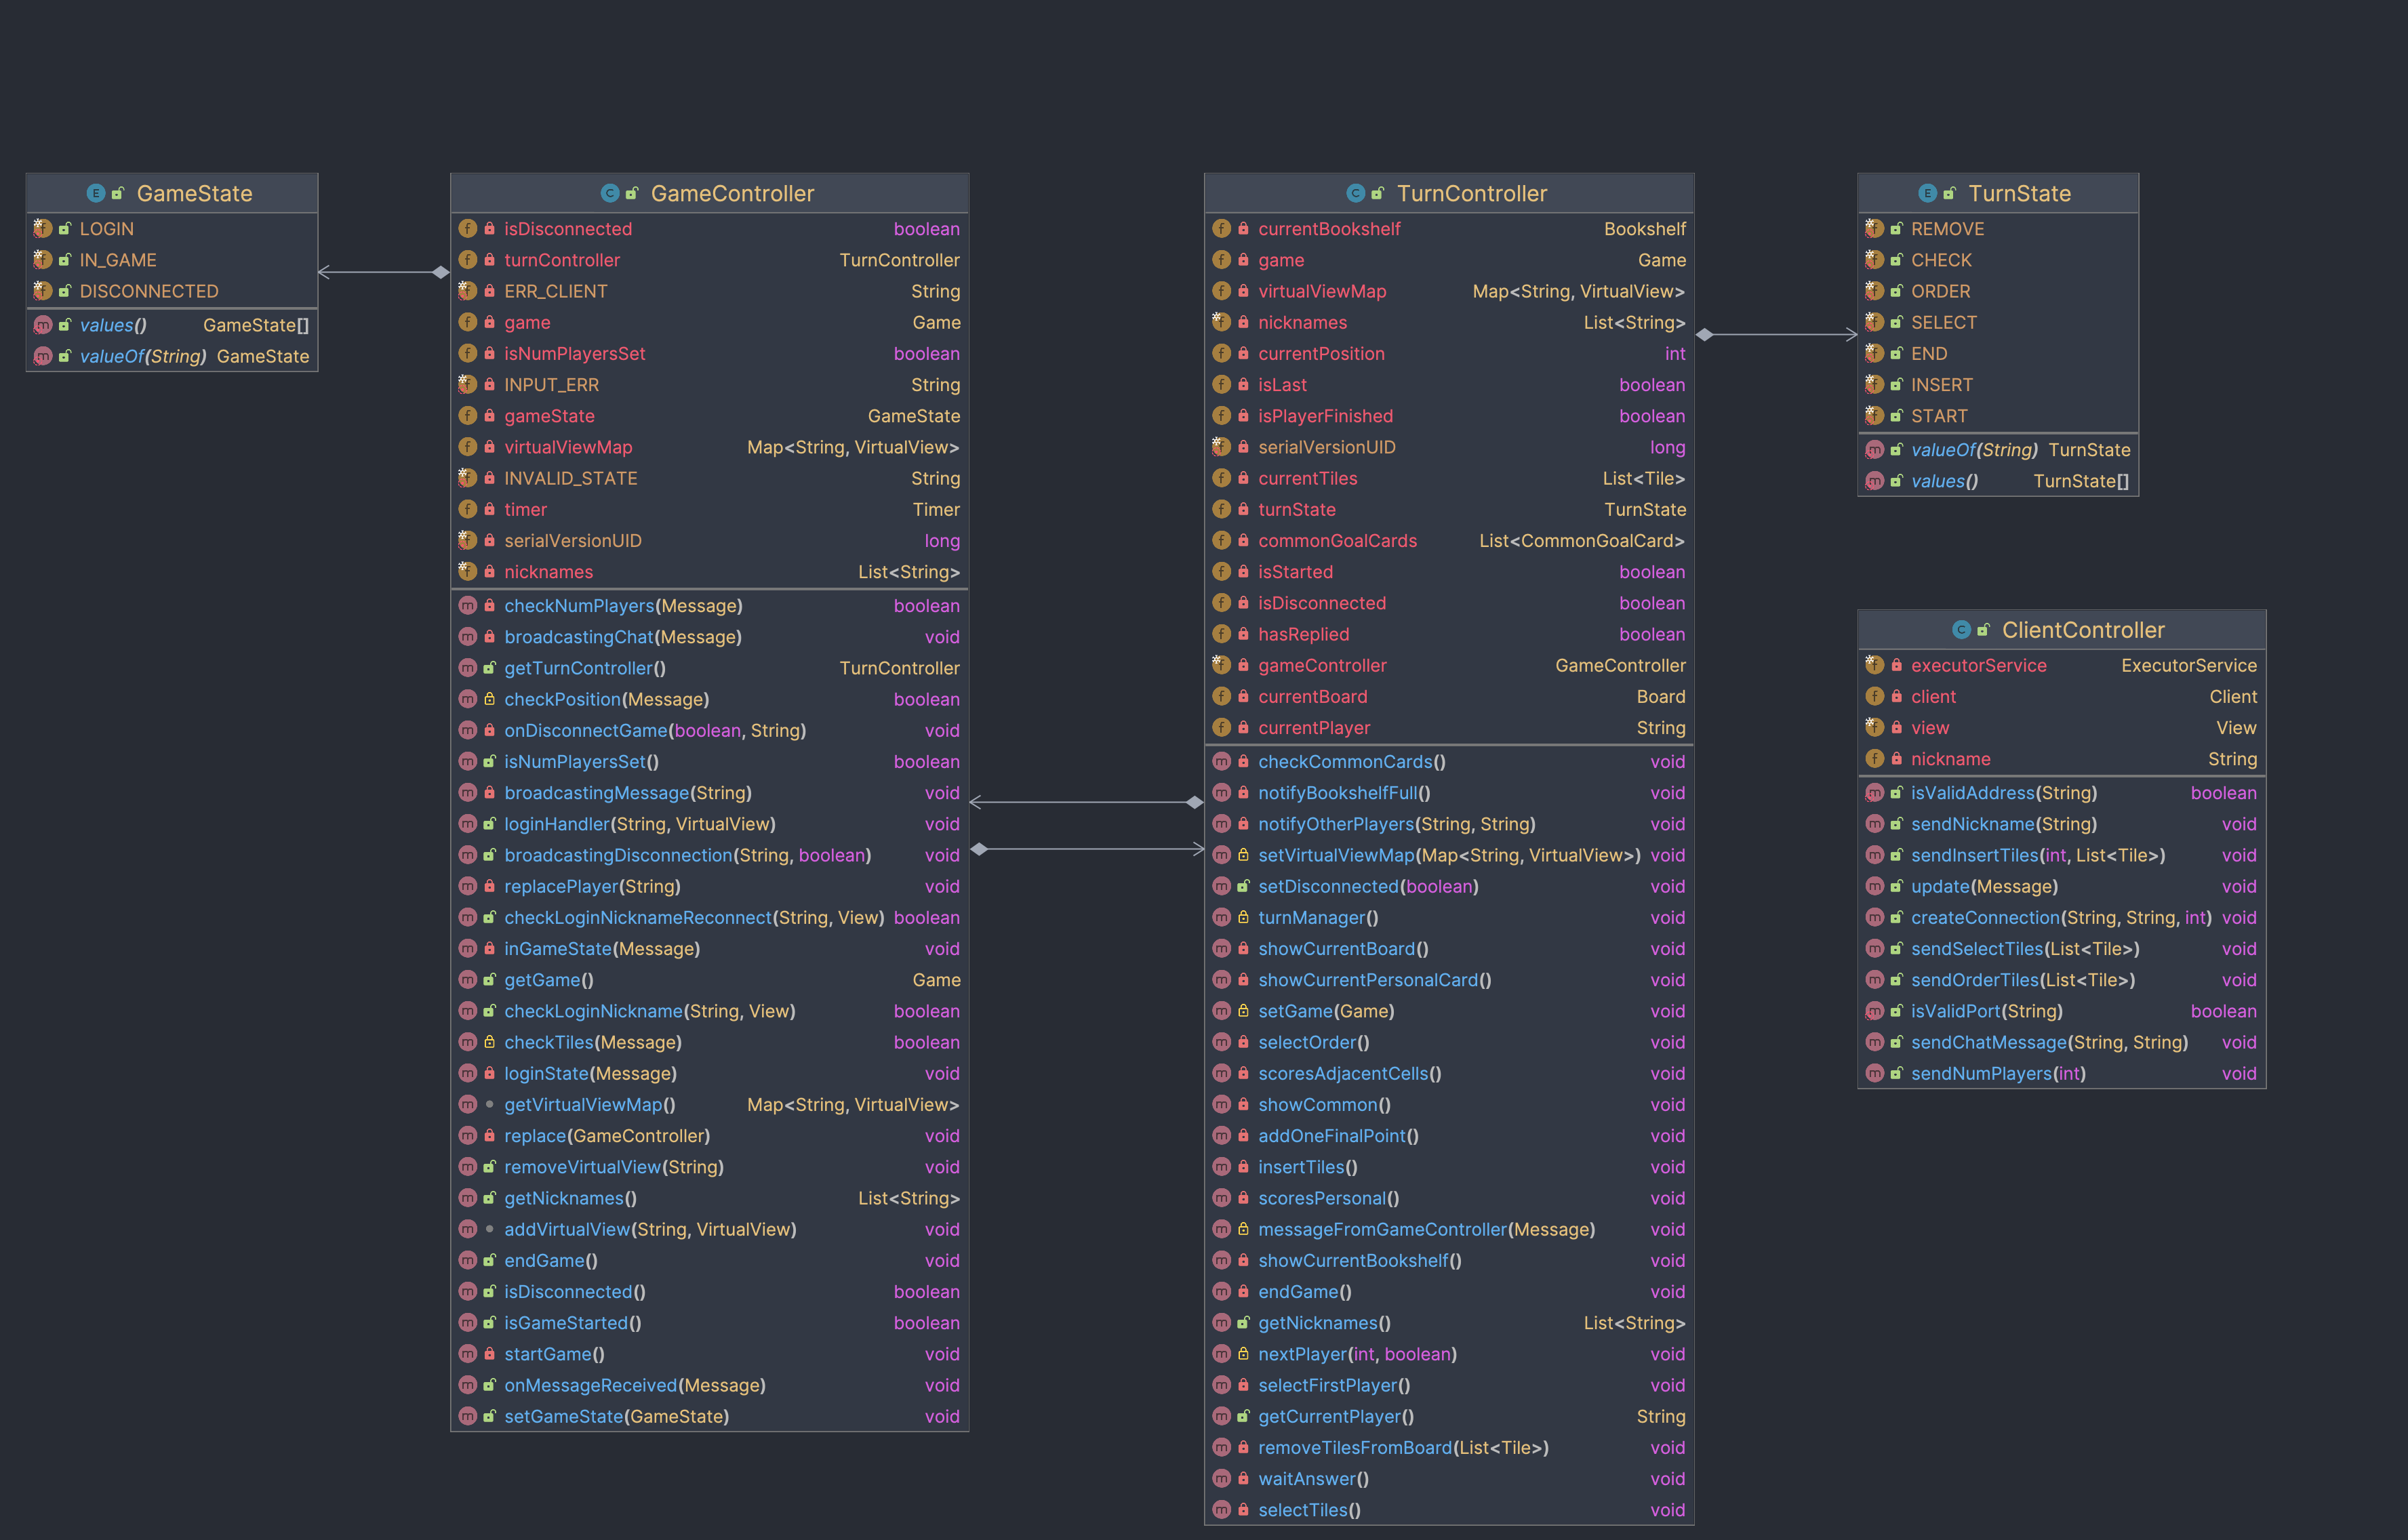 GameState
LOGIN
IN_GAME
DISCONNECTED
values() GameState[]
valueOf(String) GameState
GameController
isDisconnected boolean
turnController TurnController
ERR_CLIENT String
game Game
isNumPlayersSet boolean
INPUT_ERR String
gameState GameState
virtualViewMap Map<String, VirtualView>
INVALID_STATE String
timer Timer
serialVersionUID long
nicknames List<String>
checkNumPlayers(Message) boolean
broadcastingChat(Message) void
getTurnController() TurnController
checkPosition(Message) boolean
onDisconnectGame(boolean, String) void
isNumPlayersSet() boolean
broadcastingMessage(String) void
loginHandler(String, VirtualView) void
broadcastingDisconnection(String, boolean) void
replacePlayer(String) void
checkLoginNicknameReconnect(String, View) boolean
inGameState(Message) void
getGame() Game
checkLoginNickname(String, View) boolean
checkTiles(Message) boolean
loginState(Message) void
getVirtualViewMap() Map<String, VirtualView>
replace(GameController) void
removeVirtualView(String) void
getNicknames() List<String>
addVirtualView(String, VirtualView) void
endGame() void
isDisconnected() boolean
isGameStarted() boolean
startGame() void
onMessageReceived(Message) void
setGameState(GameState) void
TurnController
currentBookshelf Bookshelf
game Game
virtualViewMap Map<String, VirtualView>
nicknames List<String>
currentPosition int
isLast boolean
isPlayerFinished boolean
serialVersionUID long
currentTiles List<Tile>
turnState TurnState
commonGoalCards List<CommonGoalCard>
isStarted boolean
isDisconnected boolean
hasReplied boolean
gameController GameController
currentBoard Board
currentPlayer String
checkCommonCards() void
notifyBookshelfFull() void
notifyOtherPlayers(String, String) void
setVirtualViewMap(Map<String, VirtualView>) void
setDisconnected(boolean) void
turnManager() void
showCurrentBoard() void
showCurrentPersonalCard() void
setGame(Game) void
selectOrder() void
scoresAdjacentCells() void
showCommon() void
addOneFinalPoint() void
insertTiles() void
scoresPersonal() void
messageFromGameController(Message) void
showCurrentBookshelf() void
endGame() void
getNicknames() List<String>
nextPlayer(int, boolean) void
selectFirstPlayer() void
getCurrentPlayer() String
removeTilesFromBoard(List<Tile>) void
waitAnswer() void
selectTiles() void
TurnState
REMOVE
CHECK
ORDER
SELECT
END
INSERT
START
valueOf(String) TurnState
values() TurnState[]
ClientController
executorService ExecutorService
client Client
view View
nickname String
isValidAddress(String) boolean
sendNickname(String) void
sendInsertTiles(int, List<Tile>) void
update(Message) void
createConnection(String, String, int) void
sendSelectTiles(List<Tile>) void
sendOrderTiles(List<Tile>) void
isValidPort(String) boolean
sendChatMessage(String, String) void
sendNumPlayers(int) void